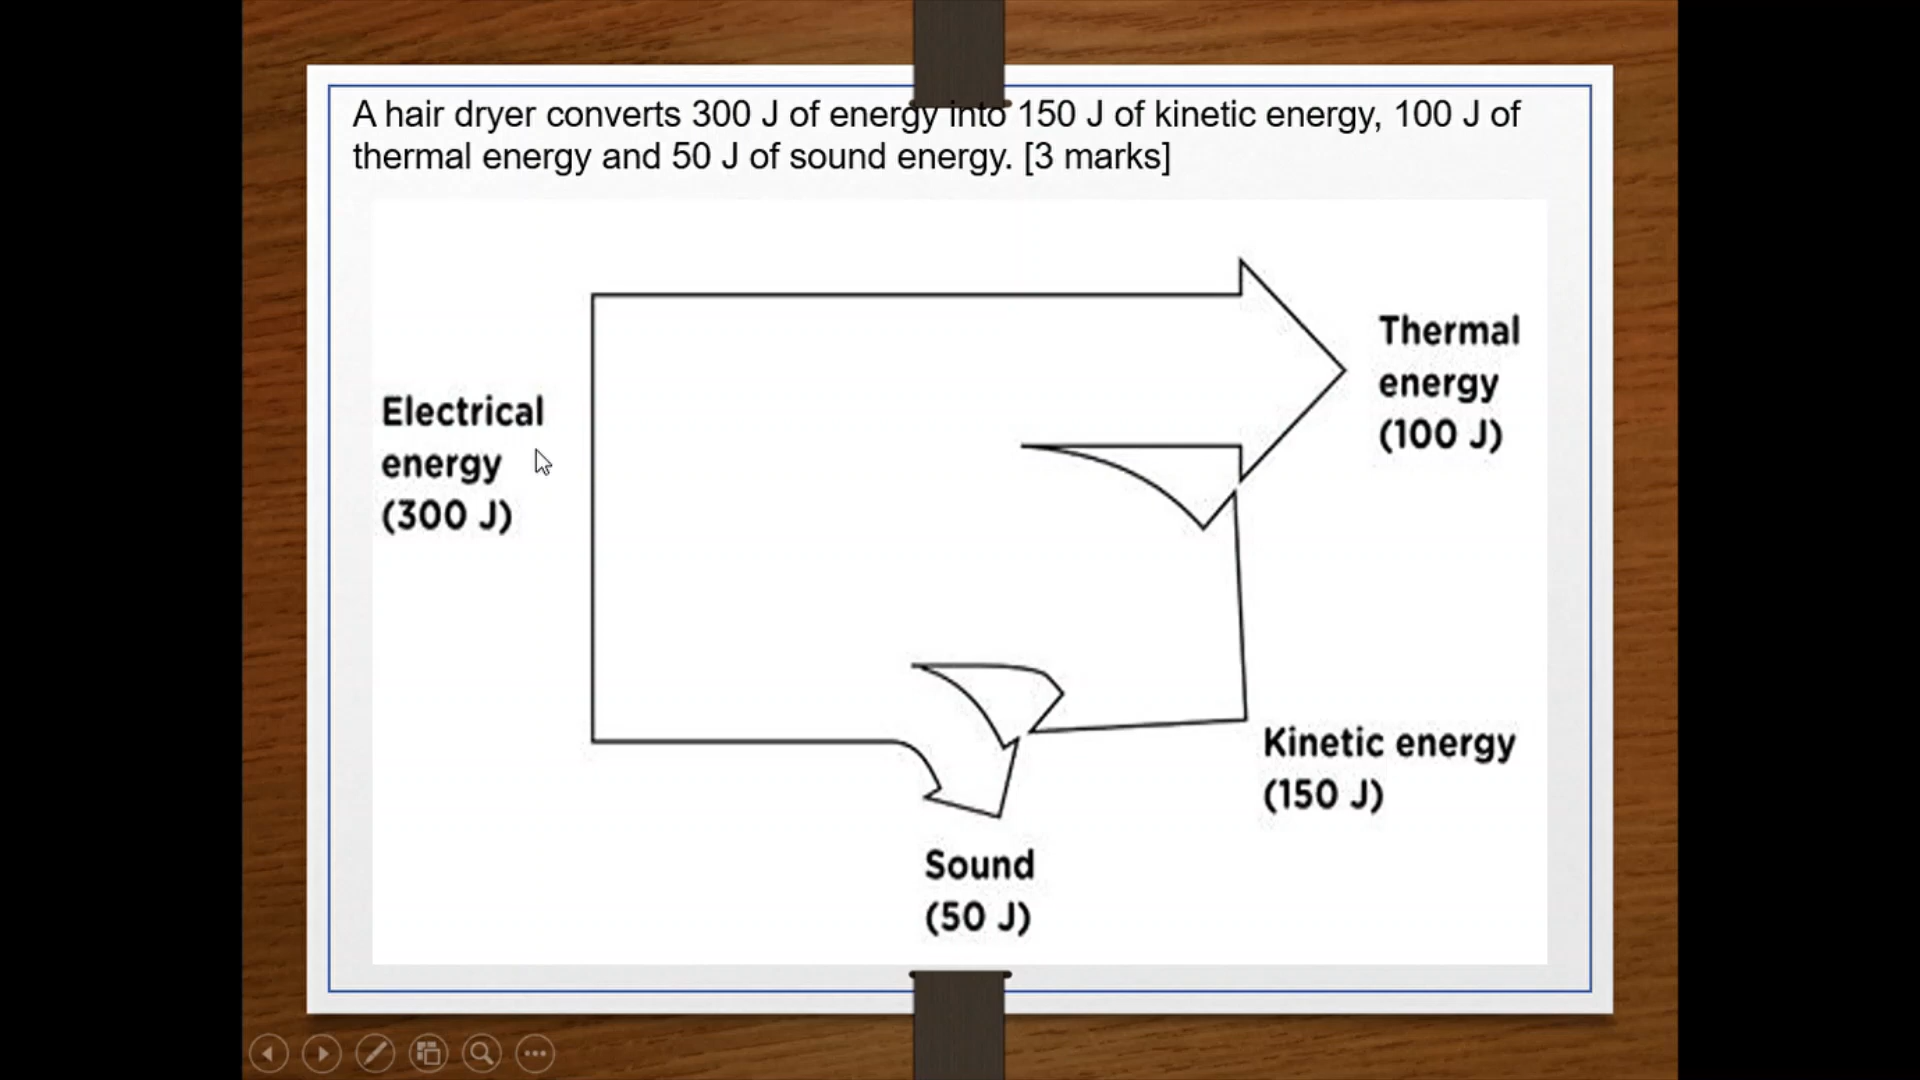 A hair dryer converts 300 J of energy into 150 J of kinetic energy, 100 J of
thermal energy and 50 J of sound energy. [3 marks]
Thermal
energy
(100 J)
Electrical
energy
(300 J)
Kinetic energy
(150 J)
Sound
(50 J)